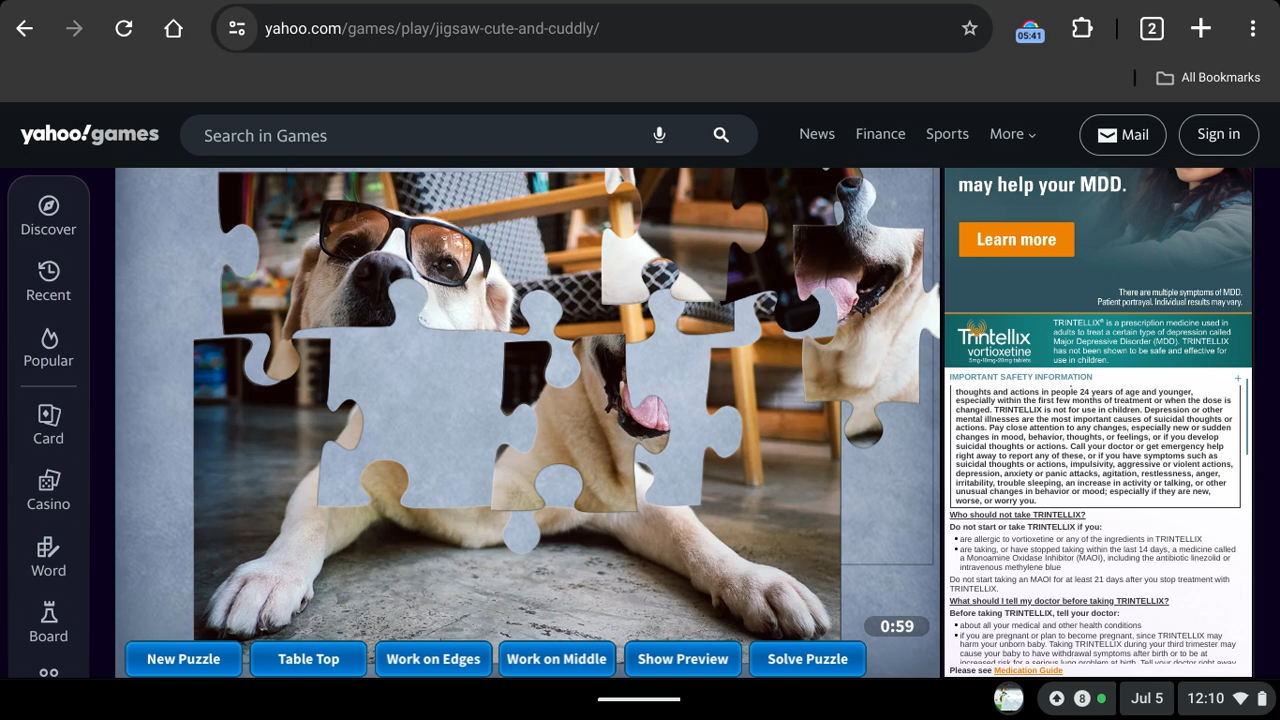 yahoo.com/games/play/jigsaw-cute-and-cuddly/
05:41
2
All Bookmarks
yahoo!games
Search in Games
News
Finance
Sports
More
Mail
Sign in
Discover
Recent
Popular
Card
Casino
Word
Board
0:59
New Puzzle
Table Top
Work on Edges
Work on Middle
Show Preview
Solve Puzzle
may help your MDD.
Learn more
There are multiple symptoms of MDD.
Patient portrayal. Individual results may vary.
Trintellix
vortioxetine
5mg•10mg•20mg tablets
TRINTELLIX® is a prescription medicine used in
adults to treat a certain type of depression called
Major Depressive Disorder (MDD). TRINTELLIX
has not been shown to be safe and effective for
use in children.
IMPORTANT SAFETY INFORMATION +
thoughts and actions in people 24 years of age and younger,
especially within the first few months of treatment or when the dose is
changed. TRINTELLIX is not for use in children. Depression or other
mental illnesses are the most important causes of suicidal thoughts or
actions. Pay close attention to any changes, especially new or sudden
changes in mood, behavior, thoughts, or feelings, or if you develop
suicidal thoughts or actions. Call your doctor or get emergency help
right away to report any of these, or if you have symptoms such as
suicidal thoughts or actions, impulsivity, aggressive or violent actions,
depression, anxiety or panic attacks, agitation, restlessness, anger,
irritability, trouble sleeping, an increase in activity or talking, or other
unusual changes in behavior or mood; especially if they are new,
worse, or worry you.
Who should not take TRINTELLIX?
Do not start or take TRINTELLIX if you:
• are allergic to vortioxetine or any of the ingredients in TRINTELLIX
• are taking, or have stopped taking within the last 14 days, a medicine called
a Monoamine Oxidase Inhibitor (MAOI), including the antibiotic linezolid or
intravenous methylene blue
Do not start taking an MAOI for at least 21 days after you stop treatment with
TRINTELLIX.
What should I tell my doctor before taking TRINTELLIX?
Before taking TRINTELLIX, tell your doctor:
• about all your medical and other health conditions
• if you are pregnant or plan to become pregnant, since TRINTELLIX may
harm your unborn baby. Taking TRINTELLIX during your third trimester may
cause your baby to have withdrawal symptoms after birth or to be at
increased risk for a serious lung problem at birth. Tell your doctor right away
Please see Medication Guide
8
Jul 5
12:10